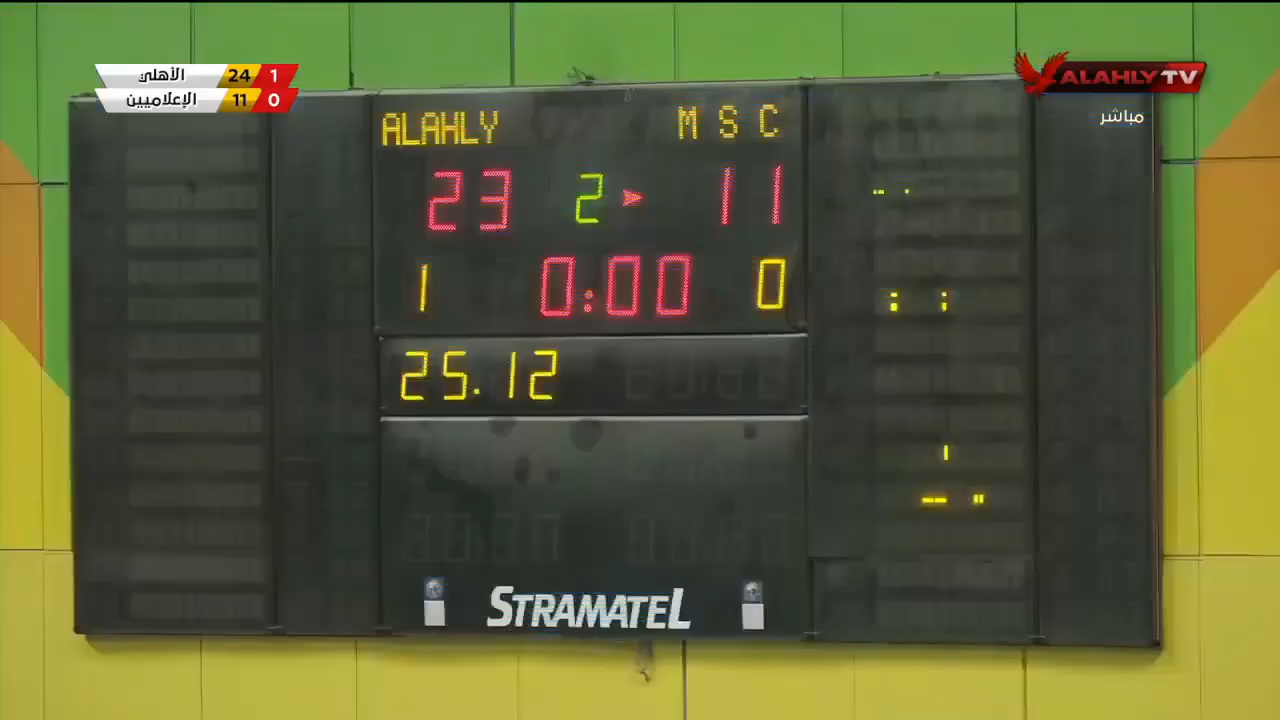 الأهلي 24 1
الإعلاميين 11 0
ALAHLY TV
مباشر
ALAHLY M S C
23 2 11
1 0:00 0
25.12
STRAMATEL